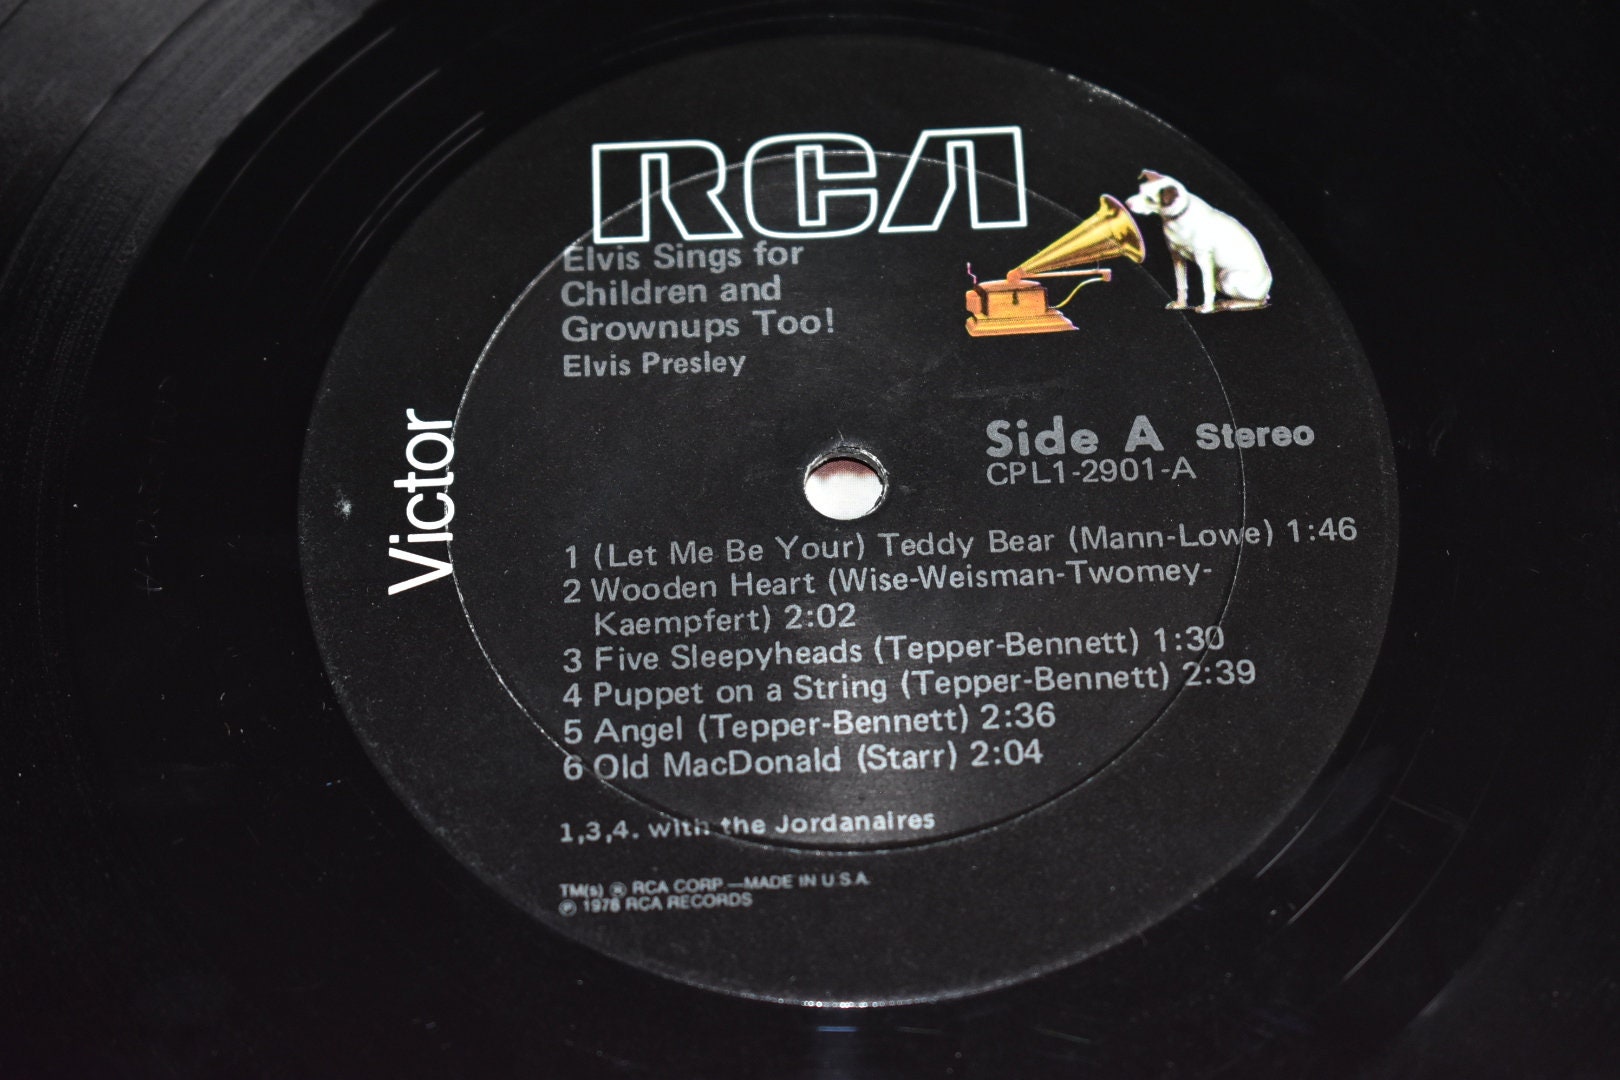 RCA
Elvis Sings for
Children and
Grownups Too!
Elvis Presley
Victor
Side A Stereo
CPL1-2901-A
1 (Let Me Be Your) Teddy Bear (Mann-Lowe) 1:46
2 Wooden Heart (Wise-Weisman-Twomey-
Kaempfert) 2:02
3 Five Sleepyheads (Tepper-Bennett) 1:30
4 Puppet on a String (Tepper-Bennett) 2:39
5 Angel (Tepper-Bennett) 2:36
6 Old MacDonald (Starr) 2:04
1,3,4. with the Jordanaires
TM(s) ® RCA CORP.—MADE IN U.S.A.
℗ 1978 RCA RECORDS